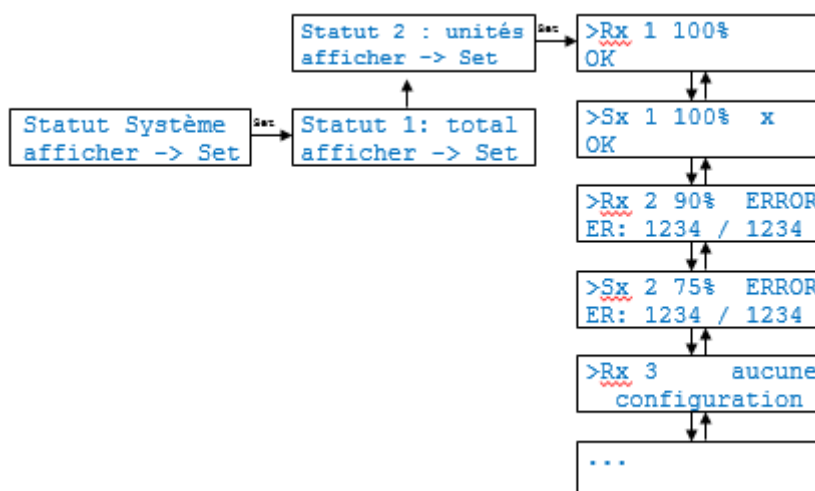 Statut 2 : unités
afficher -> Set
Set
>Rx 1 100%
OK
Statut Système
afficher -> Set
Set
Statut 1: total
afficher -> Set
>Sx 1 100% x
OK
>Rx 2 90% ERROR
ER: 1234 / 1234
>Sx 2 75% ERROR
ER: 1234 / 1234
>Rx 3 aucune
configuration
...